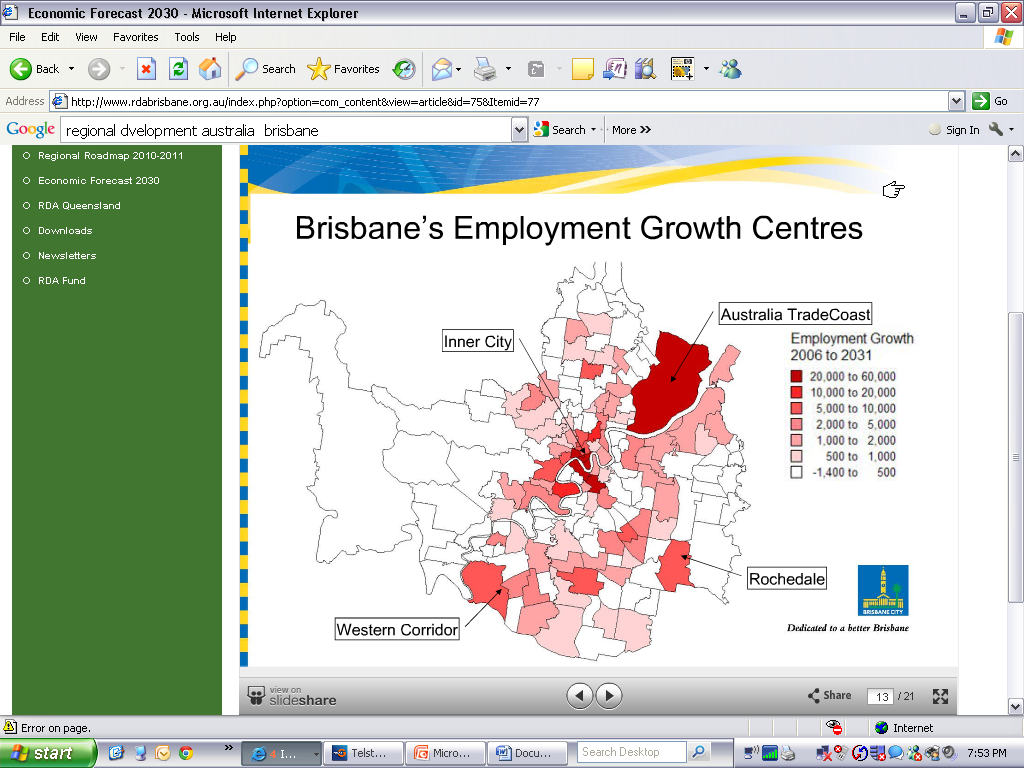 Economic Forecast 2030 - Microsoft Internet Explorer
File Edit View Favorites Tools Help
Back Search Favorites
Address http://www.rdabrisbane.org.au/index.php?option=com_content&view=article&id=75&Itemid=77 Go
Google regional dvelopment australia brisbane Search More >> Sign In
Regional Roadmap 2010-2011
Economic Forecast 2030
RDA Queensland
Downloads
Newsletters
RDA Fund
Brisbane's Employment Growth Centres
Australia TradeCoast
Inner City
Employment Growth
2006 to 2031
20,000 to 60,000
10,000 to 20,000
5,000 to 10,000
2,000 to 5,000
1,000 to 2,000
500 to 1,000
-1,400 to 500
Rochedale
Western Corridor
BRISBANE CITY
Dedicated to a better Brisbane
view on
slideshare
Share 13 / 21
Error on page. Internet
start 4 I... Telst... Micro... Docu... Search Desktop 7:53 PM